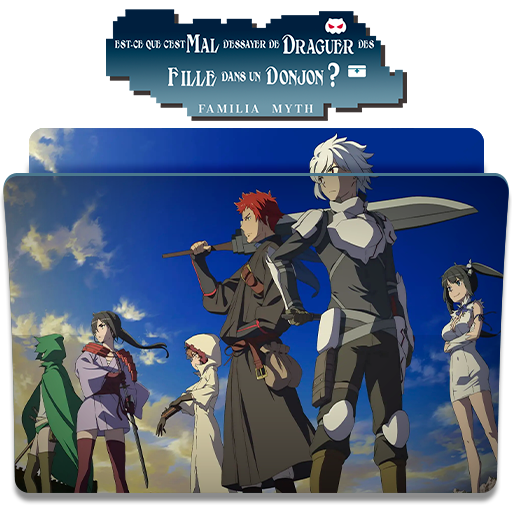 EST-CE QUE C'EST MAL D'ESSAYER DE DRAGUER DES
FILLE DANS UN DONJON ?
FAMILIA MYTH